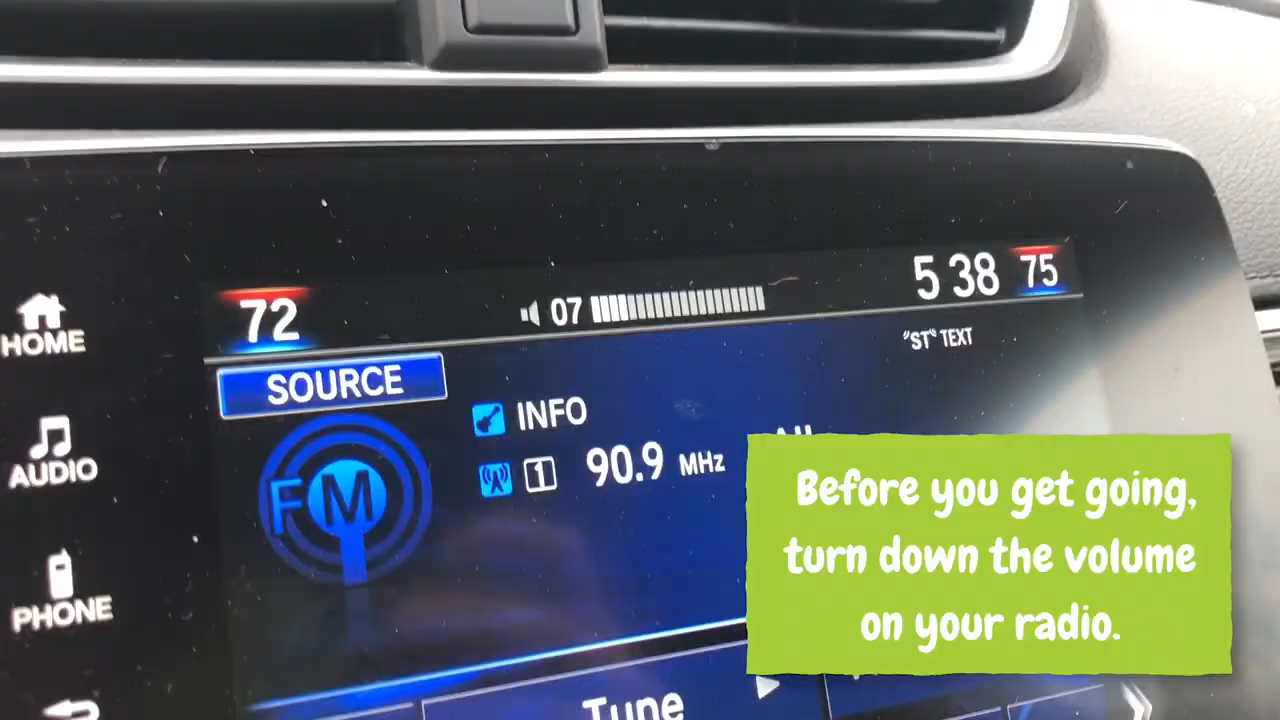 72
07
5 38
75
"ST" TEXT
HOME
SOURCE
INFO
AUDIO
FM
1 90.9 MHz
Before you get going,
turn down the volume
on your radio.
PHONE
Tune